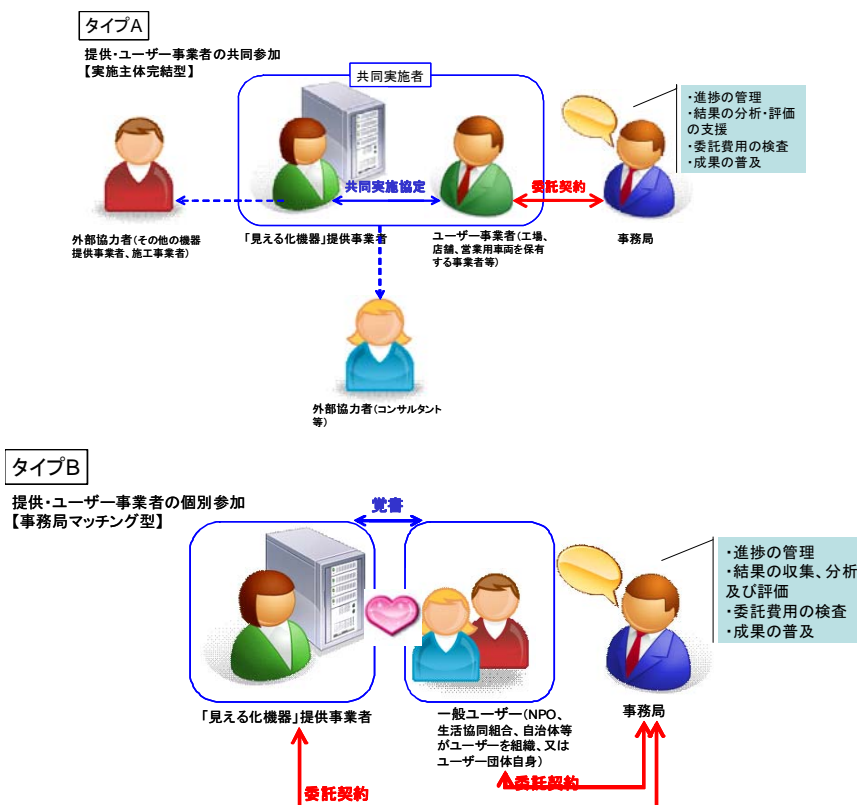 タイプA
提供・ユーザー事業者の共同参加
【実施主体完結型】
共同実施者
・進捗の管理
・結果の分析・評価
の支援
・委託費用の検査
・成果の普及
共同実施協定
委託契約
外部協力者(その他の機器
提供事業者、施工事業者)
「見える化機器」提供事業者
ユーザー事業者(工場、
店舗、営業用車両を保有
する事業者等)
事務局
外部協力者(コンサルタント
等)
タイプB
提供・ユーザー事業者の個別参加
【事務局マッチング型】
覚書
・進捗の管理
・結果の収集、分析
及び評価
・委託費用の検査
・成果の普及
「見える化機器」提供事業者
一般ユーザー(NPO、
生活協同組合、自治体等
がユーザーを組織、又は
ユーザー団体自身)
事務局
委託契約
委託契約